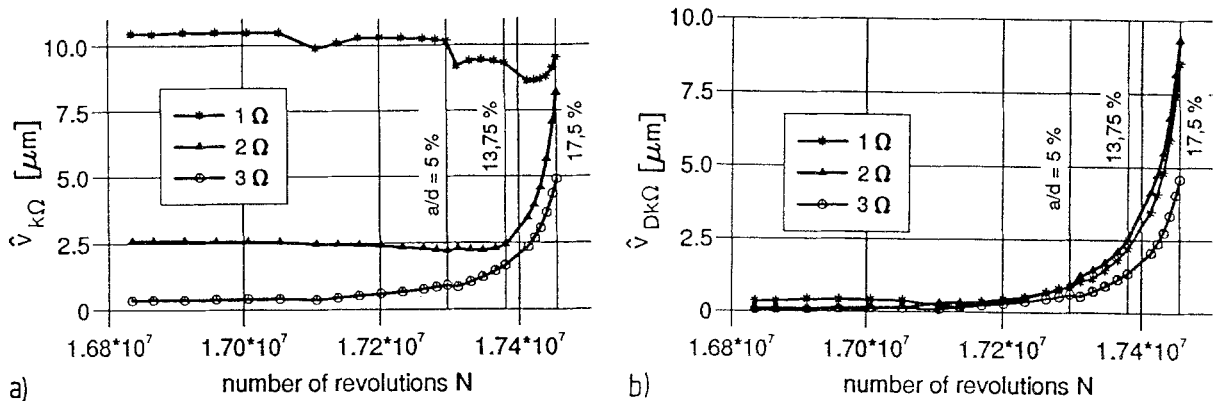 10.0
7.5
5.0
2.5
0
v̂kΩ [μm]
1 Ω
2 Ω
3 Ω
a/d = 5 %
13,75 %
17,5 %
1.68*10⁷
1.70*10⁷
1.72*10⁷
1.74*10⁷
number of revolutions N
a)
10.0
7.5
5.0
2.5
0.0
v̂DkΩ [μm]
1 Ω
2 Ω
3 Ω
a/d = 5 %
13,75 %
17,5 %
1.68*10⁷
1.70*10⁷
1.72*10⁷
1.74*10⁷
number of revolutions N
b)